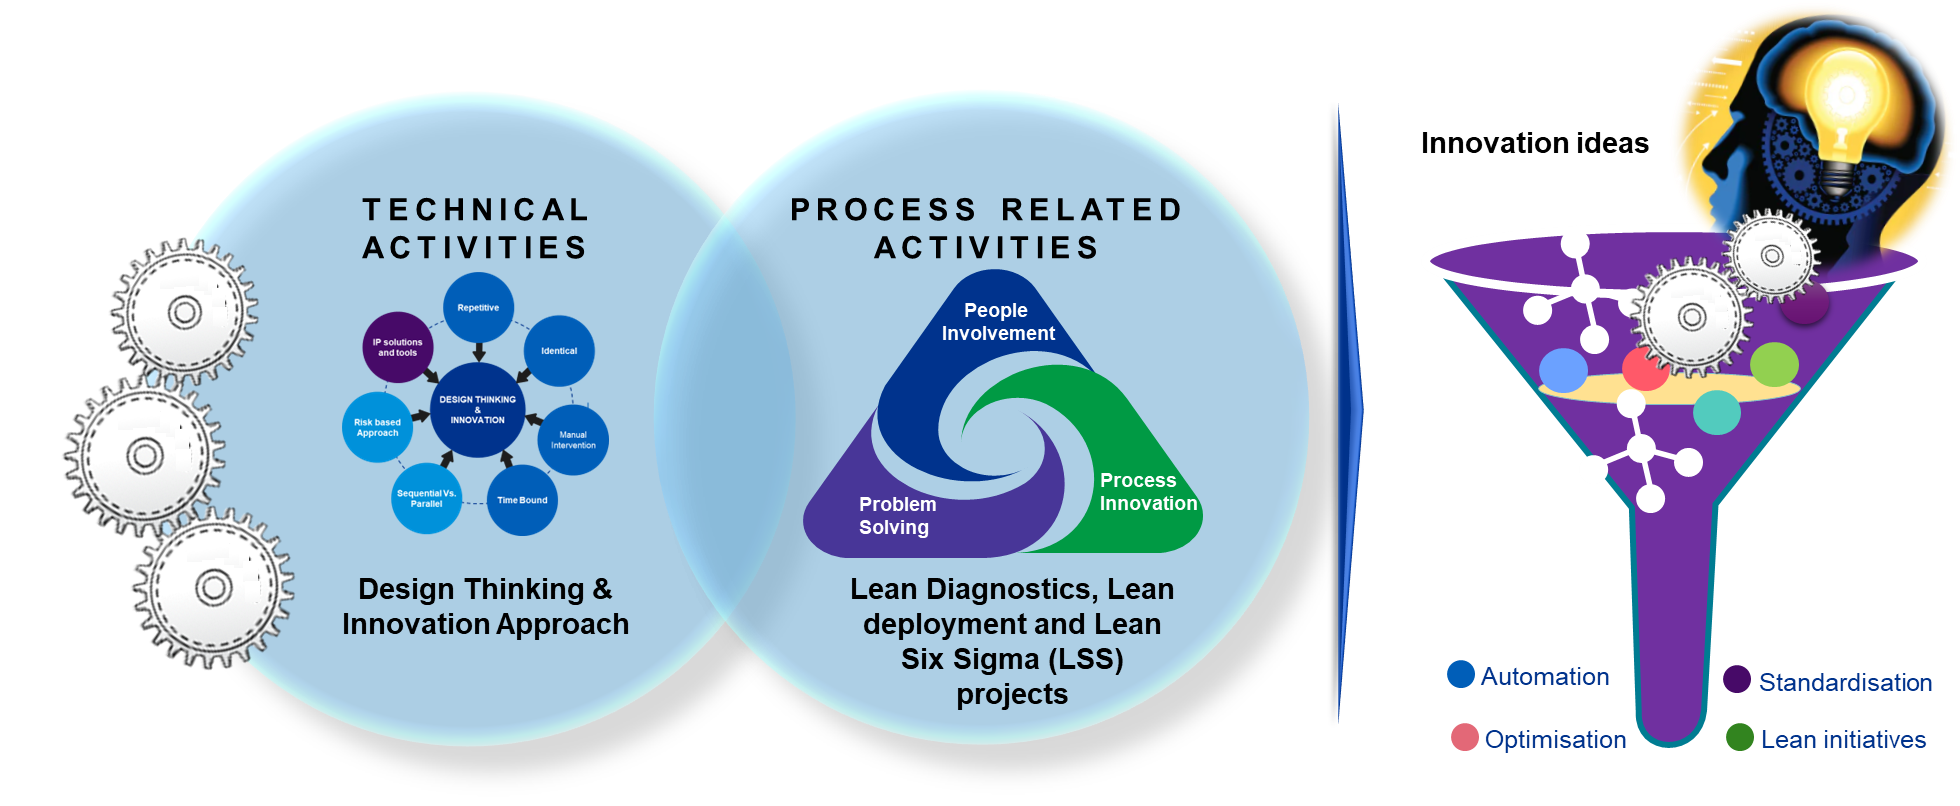 TECHNICAL
ACTIVITIES
Repetitive
IP solutions
and tools
Identical
DESIGN THINKING
&
INNOVATION
Risk based
Approach
Manual
Intervention
Sequential Vs.
Parallel
Time Bound
Design Thinking &
Innovation Approach
PROCESS RELATED
ACTIVITIES
People
Involvement
Problem
Solving
Process
Innovation
Lean Diagnostics, Lean
deployment and Lean
Six Sigma (LSS)
projects
Innovation ideas
Automation
Standardisation
Optimisation
Lean initiatives